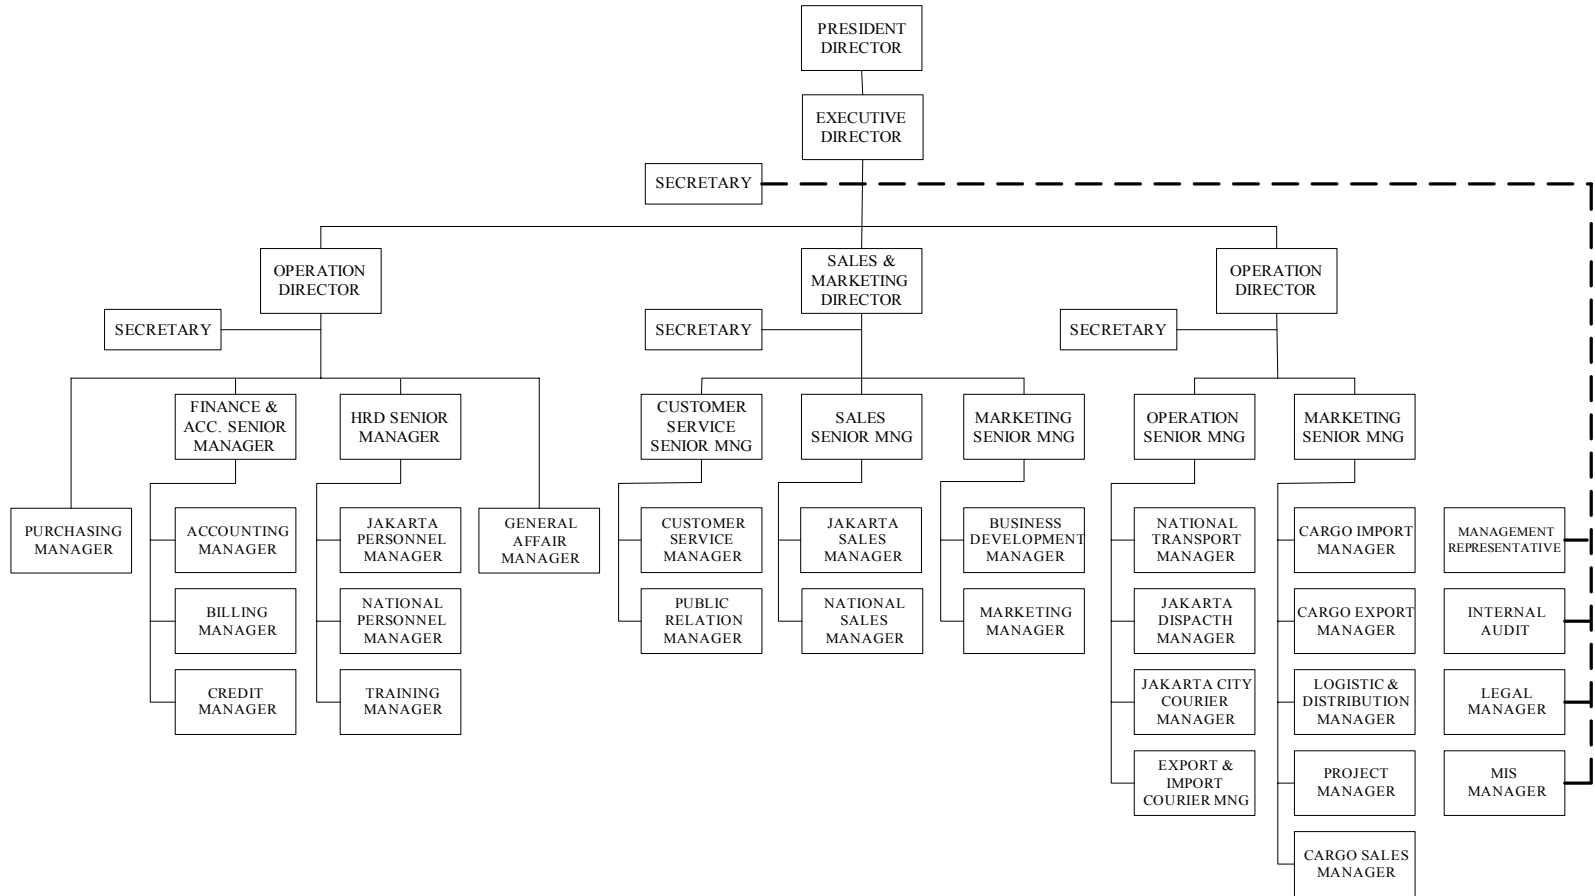 PRESIDENT
DIRECTOR
EXECUTIVE
DIRECTOR
SECRETARY
OPERATION
DIRECTOR
SALES &
MARKETING
DIRECTOR
OPERATION
DIRECTOR
SECRETARY
SECRETARY
SECRETARY
FINANCE &
ACC. SENIOR
MANAGER
HRD SENIOR
MANAGER
CUSTOMER
SERVICE
SENIOR MNG
SALES
SENIOR MNG
MARKETING
SENIOR MNG
OPERATION
SENIOR MNG
MARKETING
SENIOR MNG
PURCHASING
MANAGER
ACCOUNTING
MANAGER
JAKARTA
PERSONNEL
MANAGER
GENERAL
AFFAIR
MANAGER
CUSTOMER
SERVICE
MANAGER
JAKARTA
SALES
MANAGER
BUSINESS
DEVELOPMENT
MANAGER
NATIONAL
TRANSPORT
MANAGER
CARGO IMPORT
MANAGER
MANAGEMENT
REPRESENTATIVE
BILLING
MANAGER
NATIONAL
PERSONNEL
MANAGER
PUBLIC
RELATION
MANAGER
NATIONAL
SALES
MANAGER
MARKETING
MANAGER
JAKARTA
DISPACTH
MANAGER
CARGO EXPORT
MANAGER
INTERNAL
AUDIT
CREDIT
MANAGER
TRAINING
MANAGER
JAKARTA CITY
COURIER
MANAGER
LOGISTIC &
DISTRIBUTION
MANAGER
LEGAL
MANAGER
EXPORT &
IMPORT
COURIER MNG
PROJECT
MANAGER
MIS
MANAGER
CARGO SALES
MANAGER